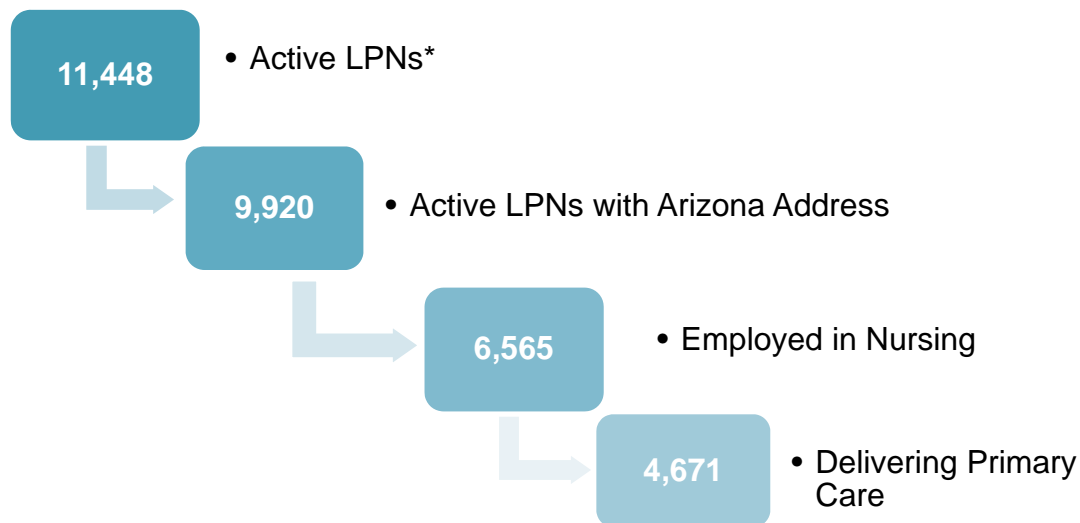 11,448
• Active LPNs*
9,920
• Active LPNs with Arizona Address
6,565
• Employed in Nursing
4,671
• Delivering Primary
Care